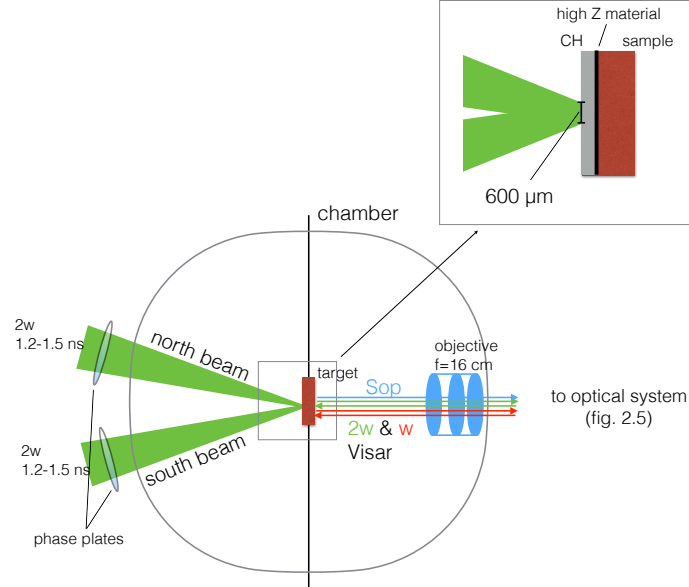 high Z material
CH
sample
600 µm
chamber
2w
1.2-1.5 ns
north beam
target
objective
f=16 cm
Sop
to optical system
(fig. 2.5)
2w & w
Visar
2w
1.2-1.5 ns
south beam
phase plates